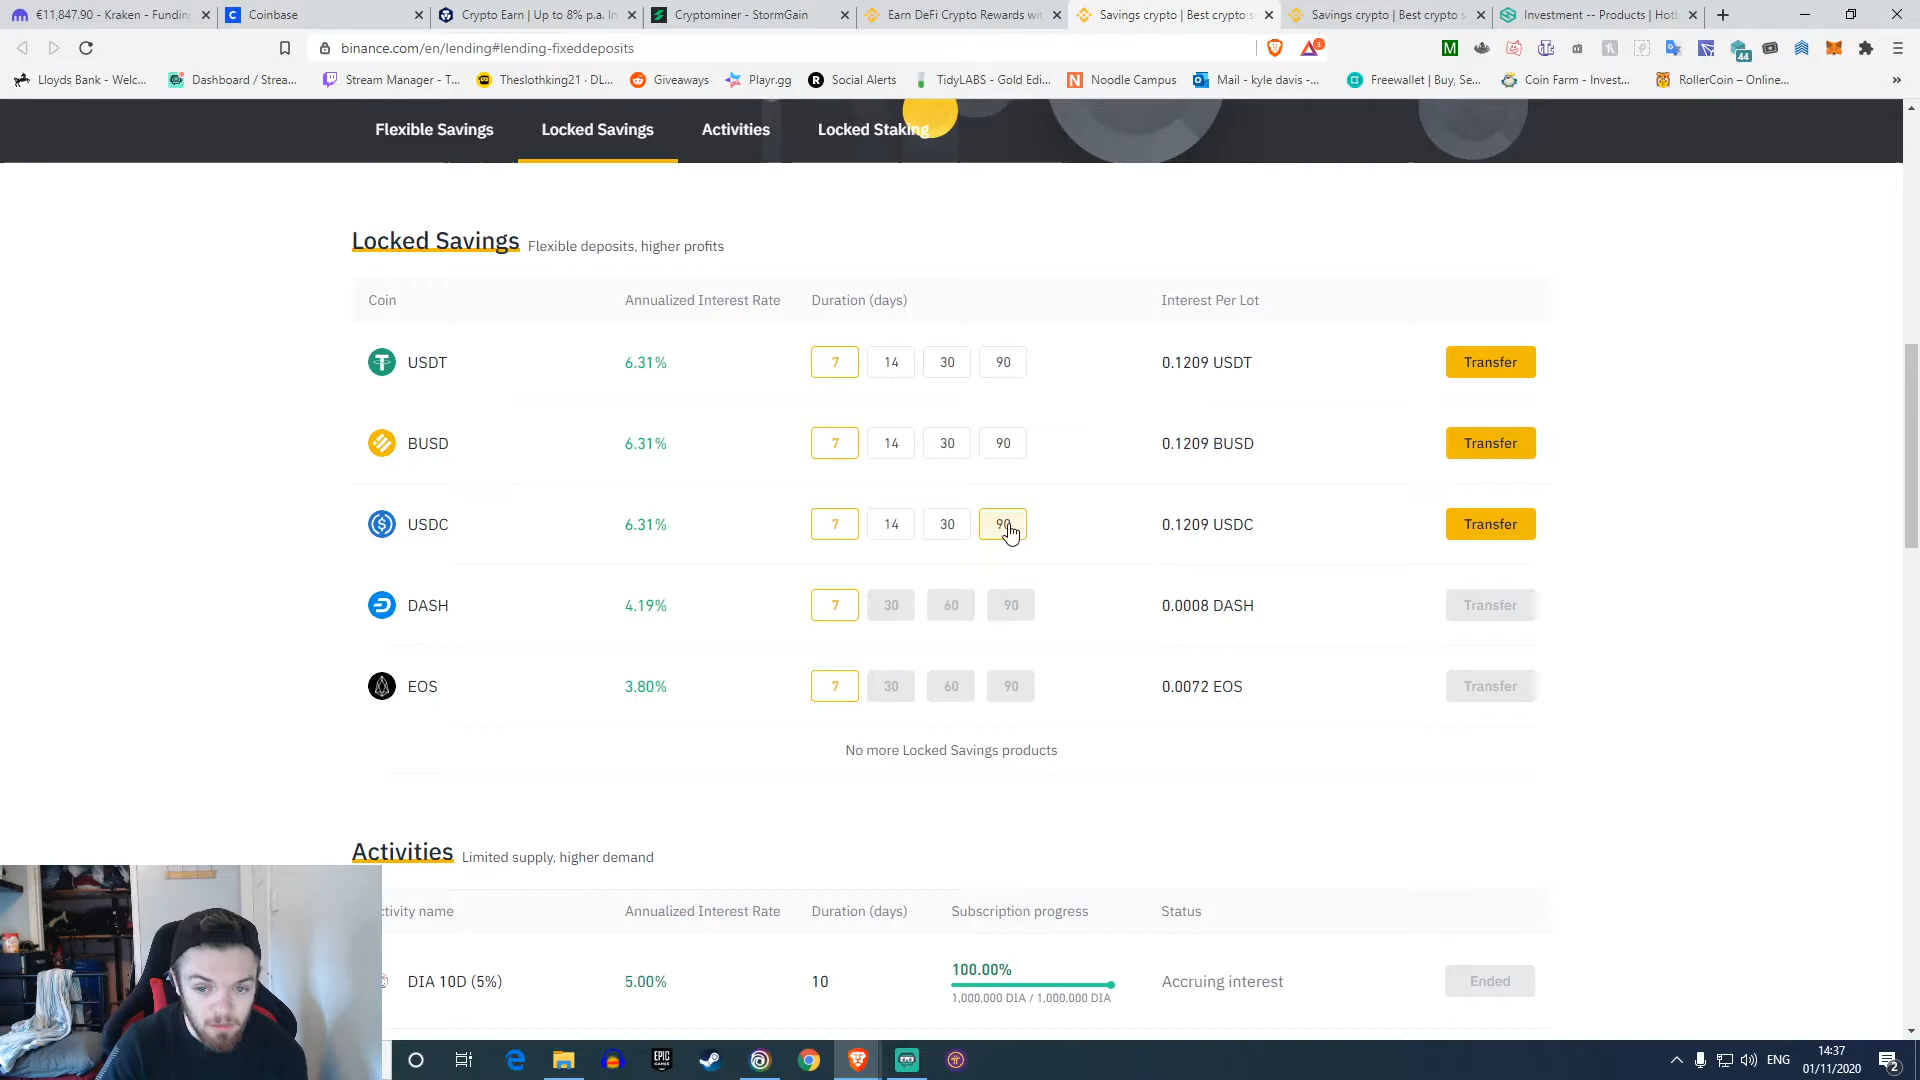 €11,847.90 - Kraken - Funding
Coinbase
Crypto Earn | Up to 8% p.a. In
Cryptominer - StormGain
Earn DeFi Crypto Rewards wit
Savings crypto | Best crypto s
Savings crypto | Best crypto s
Investment -- Products | Hotb
binance.com/en/lending#lending-fixeddeposits
Lloyds Bank - Welc...
Dashboard / Strea...
Stream Manager - T...
Theslothking21 · DL...
Giveaways
Playr.gg
Social Alerts
TidyLABS - Gold Edi...
Noodle Campus
Mail - kyle davis -...
Freewallet | Buy, Se...
Coin Farm - Invest...
RollerCoin – Online...
Flexible Savings
Locked Savings
Activities
Locked Staking
Locked Savings Flexible deposits, higher profits
Coin Annualized Interest Rate Duration (days) Interest Per Lot
USDT 6.31% 7 14 30 90 0.1209 USDT Transfer
BUSD 6.31% 7 14 30 90 0.1209 BUSD Transfer
USDC 6.31% 7 14 30 90 0.1209 USDC Transfer
DASH 4.19% 7 30 60 90 0.0008 DASH Transfer
EOS 3.80% 7 30 60 90 0.0072 EOS Transfer
No more Locked Savings products
Activities Limited supply, higher demand
ctivity name Annualized Interest Rate Duration (days) Subscription progress Status
DIA 10D (5%) 5.00% 10 100.00% Accruing interest Ended
1,000,000 DIA / 1,000,000 DIA
ENG
14:37
01/11/2020